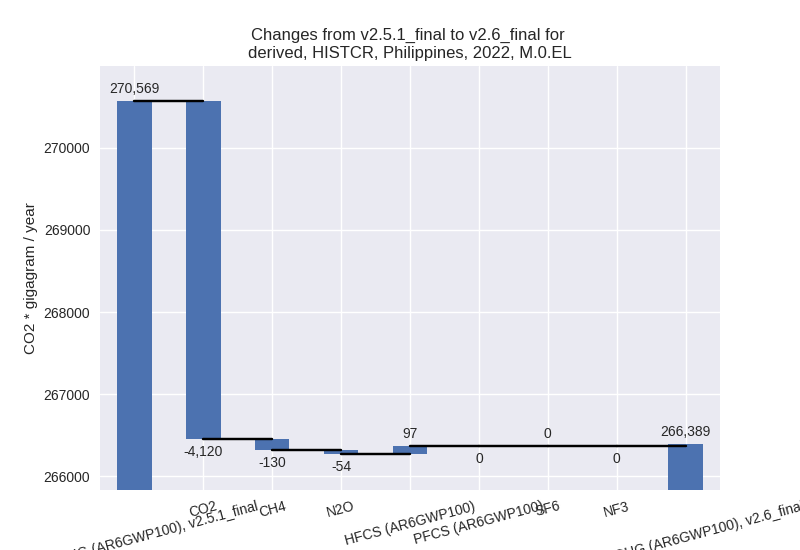 Changes from v2.5.1_final to v2.6_final for
derived, HISTCR, Philippines, 2022, M.0.EL
CO2 * gigagram / year
270000
269000
268000
267000
266000
270,569
-4,120
-130
-54
97
0
0
0
266,389
(AR6GWP100), v2.5.1_final
CO2
CH4
N2O
HFCS (AR6GWP100)
PFCS (AR6GWP100)
SF6
NF3
(AR6GWP100), v2.6_final